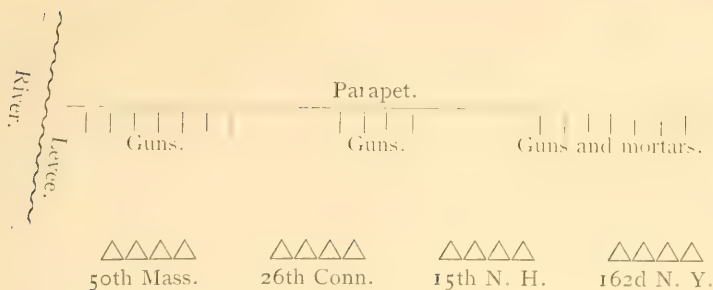 River.
Levee.
Parapet.
Guns. Guns. Guns and mortars.
50th Mass. 26th Conn. 15th N. H. 162d N. Y.